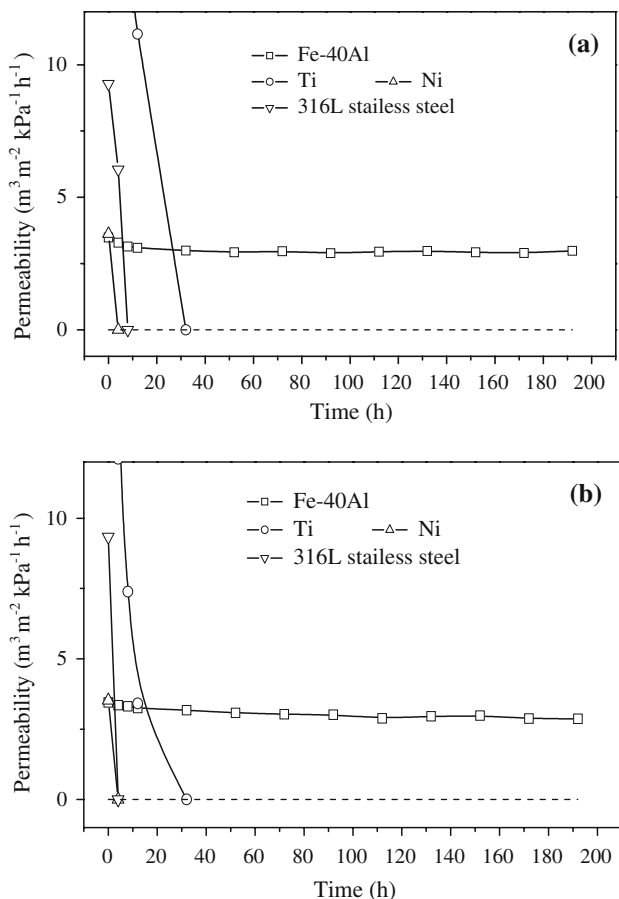 (a)
Fe-40Al
Ti Ni
316L stailess steel
Permeability (m³ m⁻² kPa⁻¹ h⁻¹)
10
5
0
0 20 40 60 80 100 120 140 160 180 200
Time (h)
(b)
Fe-40Al
Ti Ni
316L stailess steel
Permeability (m³ m⁻² kPa⁻¹ h⁻¹)
10
5
0
0 20 40 60 80 100 120 140 160 180 200
Time (h)